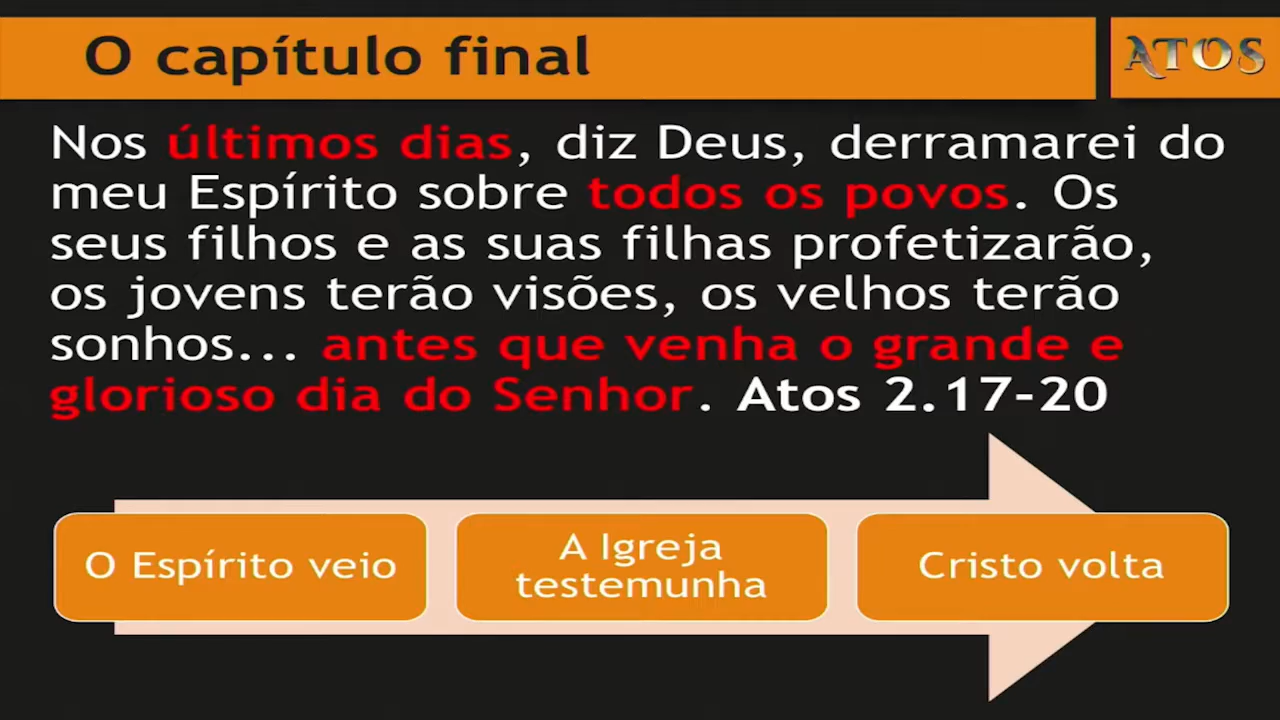 O capítulo final
ATOS
Nos últimos dias, diz Deus, derramarei do
meu Espírito sobre todos os povos. Os
seus filhos e as suas filhas profetizarão,
os jovens terão visões, os velhos terão
sonhos... antes que venha o grande e
glorioso dia do Senhor. Atos 2.17-20
O Espírito veio
A Igreja
testemunha
Cristo volta